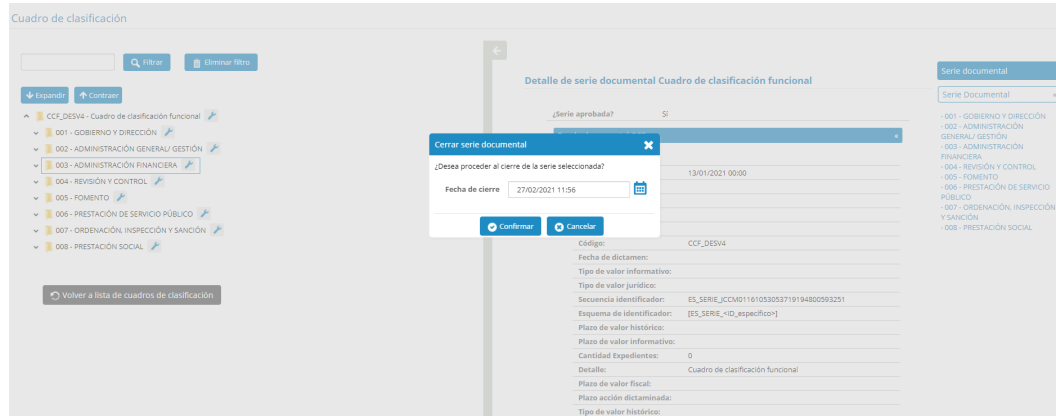 Cuadro de clasificación
Filtrar
Eliminar filtro
Expandir
Contraer
CCF_DESV4 - Cuadro de clasificación funcional
001 - GOBIERNO Y DIRECCIÓN
002 - ADMINISTRACIÓN GENERAL/ GESTIÓN
003 - ADMINISTRACIÓN FINANCIERA
004 - REVISIÓN Y CONTROL
005 - FOMENTO
006 - PRESTACIÓN DE SERVICIO PÚBLICO
007 - ORDENACIÓN, INSPECCIÓN Y SANCIÓN
008 - PRESTACIÓN SOCIAL
Volver a lista de cuadros de clasificación
Detalle de serie documental Cuadro de clasificación funcional
¿Serie aprobada? Sí
Cerrar serie documental
¿Desea proceder al cierre de la serie seleccionada?
Fecha de cierre 27/02/2021 11:56
Confirmar
Cancelar
13/01/2021 00:00
Código: CCF_DESV4
Fecha de dictamen:
Tipo de valor informativo:
Tipo de valor jurídico:
Secuencia identificador: ES_SERIE_JCCM01161053053719194800593251
Esquema de identificador: [ES_SERIE_<ID_específico>]
Plazo de valor histórico:
Plazo de valor informativo:
Cantidad Expedientes: 0
Detalle: Cuadro de clasificación funcional
Plazo de valor fiscal:
Plazo acción dictaminada:
Tipo de valor histórico:
Serie documental
Serie Documental
- 001 - GOBIERNO Y DIRECCIÓN
- 002 - ADMINISTRACIÓN
GENERAL/ GESTIÓN
- 003 - ADMINISTRACIÓN
FINANCIERA
- 004 - REVISIÓN Y CONTROL
- 005 - FOMENTO
- 006 - PRESTACIÓN DE SERVICIO
PÚBLICO
- 007 - ORDENACIÓN, INSPECCIÓN
Y SANCIÓN
- 008 - PRESTACIÓN SOCIAL